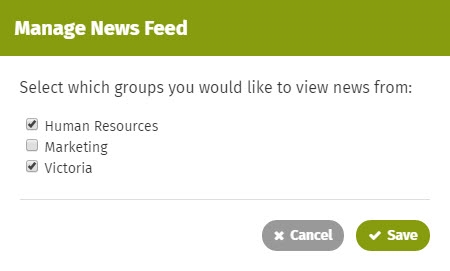 Manage News Feed
Select which groups you would like to view news from:
Human Resources
Marketing
Victoria
Cancel
Save